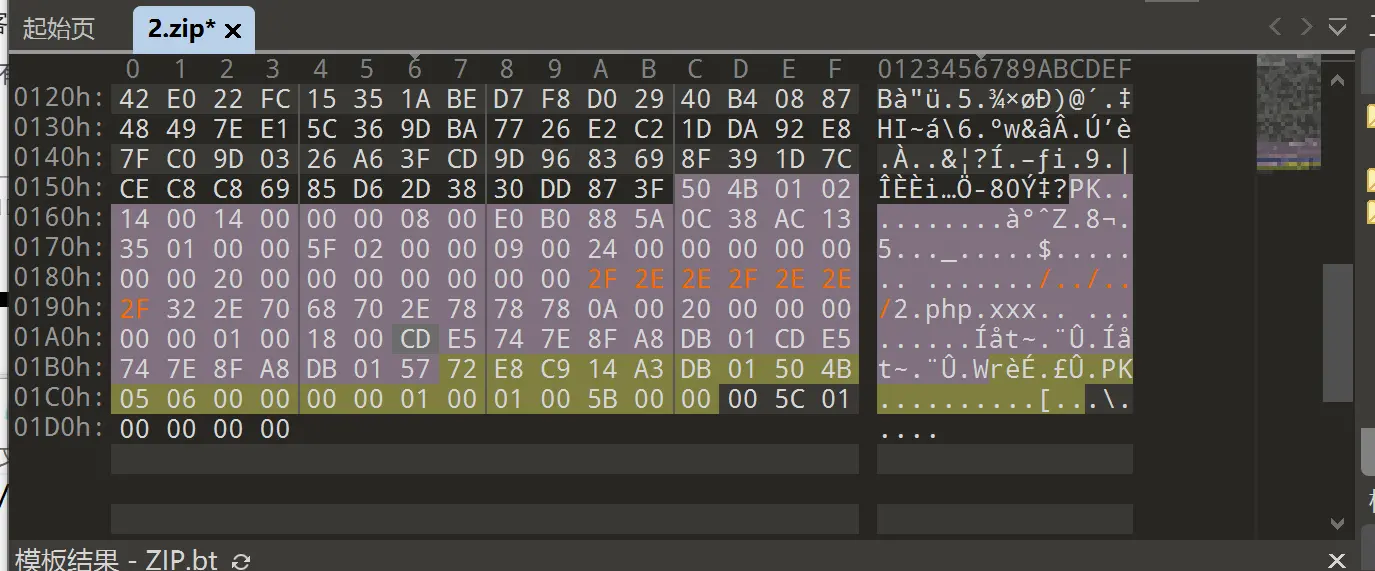 起始页 2.zip*
0 1 2 3 4 5 6 7 8 9 A B C D E F 0123456789ABCDEF
0120h: 42 E0 22 FC 15 35 1A BE D7 F8 D0 29 40 B4 08 87 Bà"ü.5.¾×øÐ)@´.‡
0130h: 48 49 7E E1 5C 36 9D BA 77 26 E2 C2 1D DA 92 E8 HI~á\6.ºw&âÂ.Ú’è
0140h: 7F C0 9D 03 26 A6 3F CD 9D 96 83 69 8F 39 1D 7C .À..&¦?Í.–ƒi.9.|
0150h: CE C8 C8 69 85 D6 2D 38 30 DD 87 3F 50 4B 01 02 ÎÈÈi…Ö-80Ý‡?PK..
0160h: 14 00 14 00 00 00 08 00 E0 B0 88 5A 0C 38 AC 13 ........à°ˆZ.8¬.
0170h: 35 01 00 00 5F 02 00 00 09 00 24 00 00 00 00 00 5..._.....$.....
0180h: 00 00 20 00 00 00 00 00 00 00 2F 2E 2E 2F 2E 2E .. ......./../..
0190h: 2F 32 2E 70 68 70 2E 78 78 78 0A 00 20 00 00 00 /2.php.xxx.. ...
01A0h: 00 00 01 00 18 00 CD E5 74 7E 8F A8 DB 01 CD E5 ......Íåt~.¨Û.Íå
01B0h: 74 7E 8F A8 DB 01 57 72 E8 C9 14 A3 DB 01 50 4B t~.¨Û.WrèÉ.£Û.PK
01C0h: 05 06 00 00 00 00 01 00 01 00 5B 00 00 00 5C 01 ..........[...\.
01D0h: 00 00 00 00 ....
模板结果 - ZIP.bt